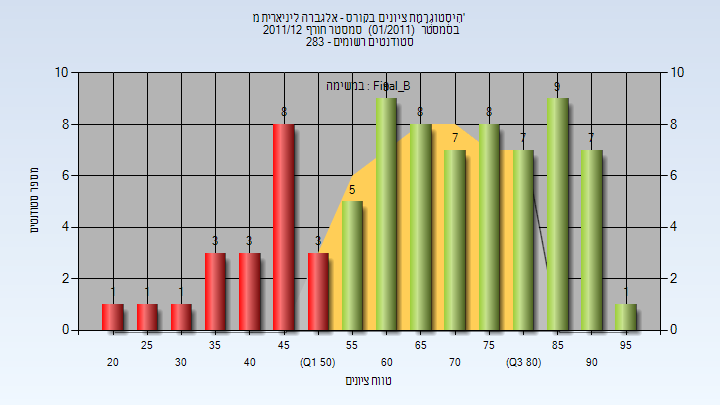 הִיסְטוֹגְרַמַת ציונים בקורס - אלגברה ליניארית מ'
בסמסטר (01/2011) סמסטר חורף 2011/12
סטודנטים רשומים - 283
במשימה : Final_B
10 10
8 8
6 6
4 4
2 2
0 0
מספר סטודנטים
1 1 1 3 3 8 3 5 9 8 7 8 7 9 7 1
25 35 45 55 65 75 85 95
20 30 40 (Q1 50) 60 70 (Q3 80) 90
טווח ציונים